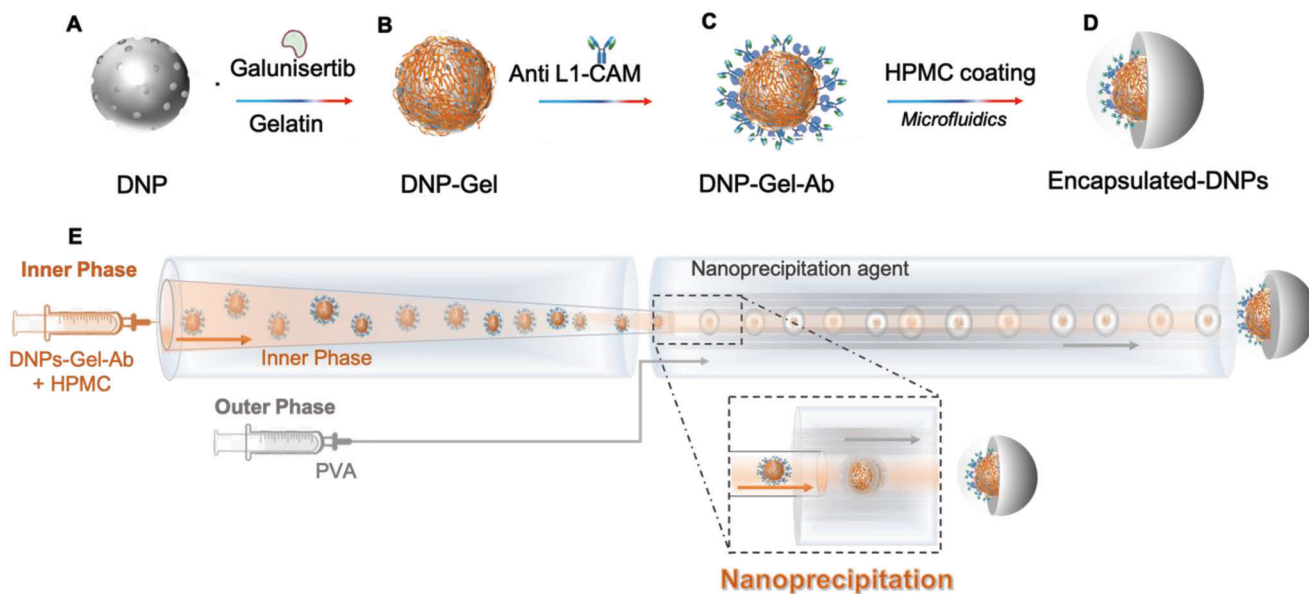 A
B
C
D
Galunisertib
Gelatin
Anti L1-CAM
HPMC coating
Microfluidics
DNP
DNP-Gel
DNP-Gel-Ab
Encapsulated-DNPs
E
Inner Phase
DNPs-Gel-Ab
+ HPMC
Inner Phase
Nanoprecipitation agent
Outer Phase
PVA
Nanoprecipitation